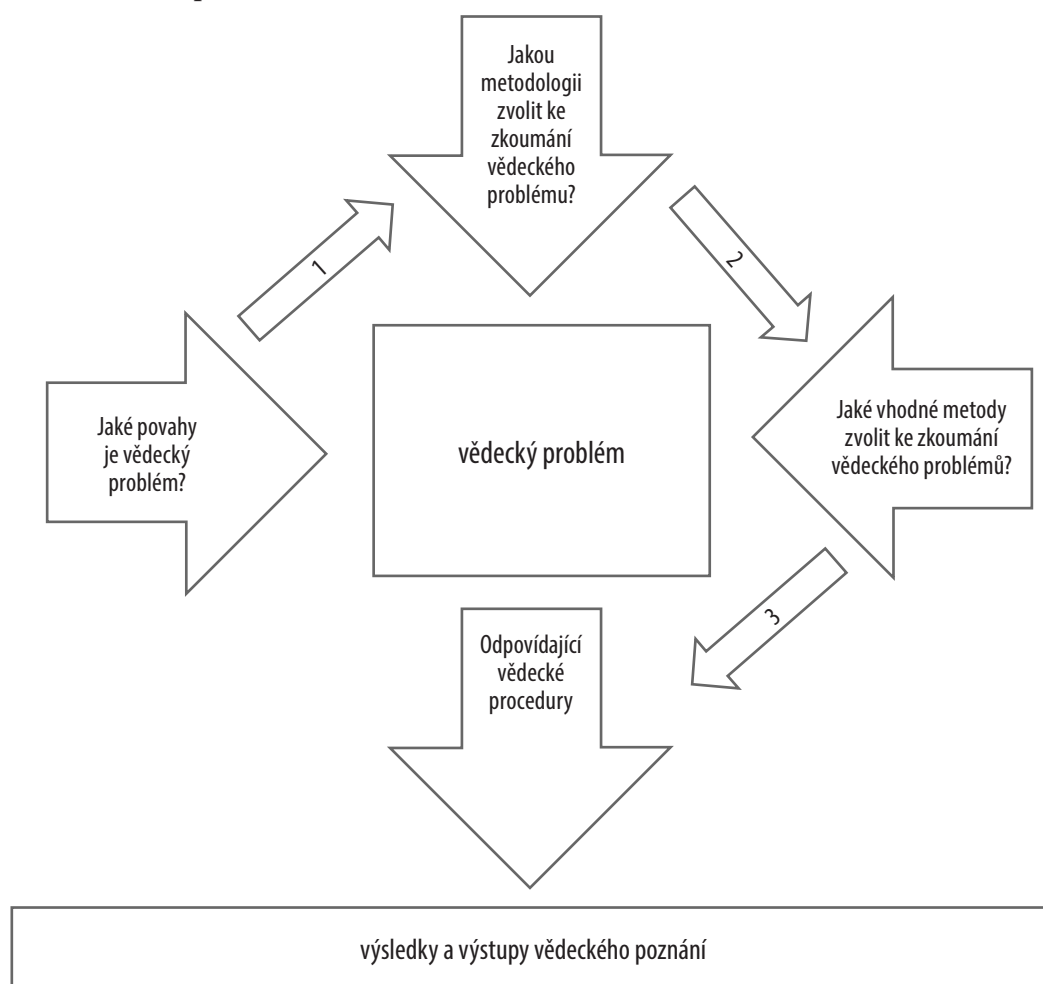 Jakou
metodologii
zvolit ke
zkoumání
vědeckého
problému?
1
2
Jaké povahy
je vědecký
problém?
vědecký problém
Jaké vhodné metody
zvolit ke zkoumání
vědeckého problémů?
3
Odpovídající
vědecké
procedury
výsledky a výstupy vědeckého poznání